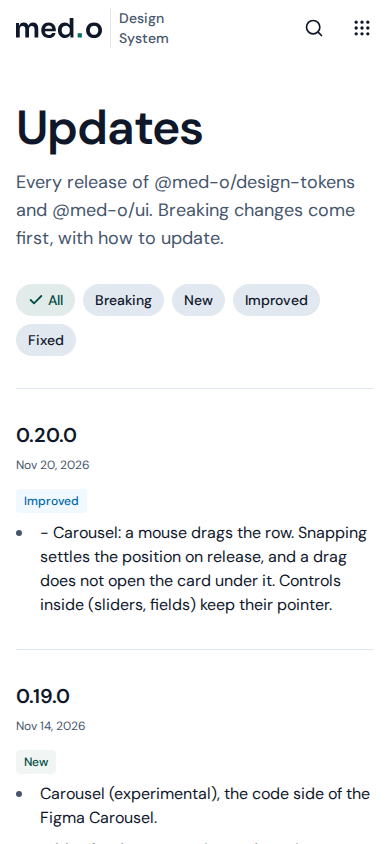 med.o
Design
System
Updates
Every release of @med-o/design-tokens
and @med-o/ui. Breaking changes come
first, with how to update.
All
Breaking
New
Improved
Fixed
0.20.0
Nov 20, 2026
Improved
- Carousel: a mouse drags the row. Snapping
settles the position on release, and a drag
does not open the card under it. Controls
inside (sliders, fields) keep their pointer.
0.19.0
Nov 14, 2026
New
Carousel (experimental), the code side of the
Figma Carousel.